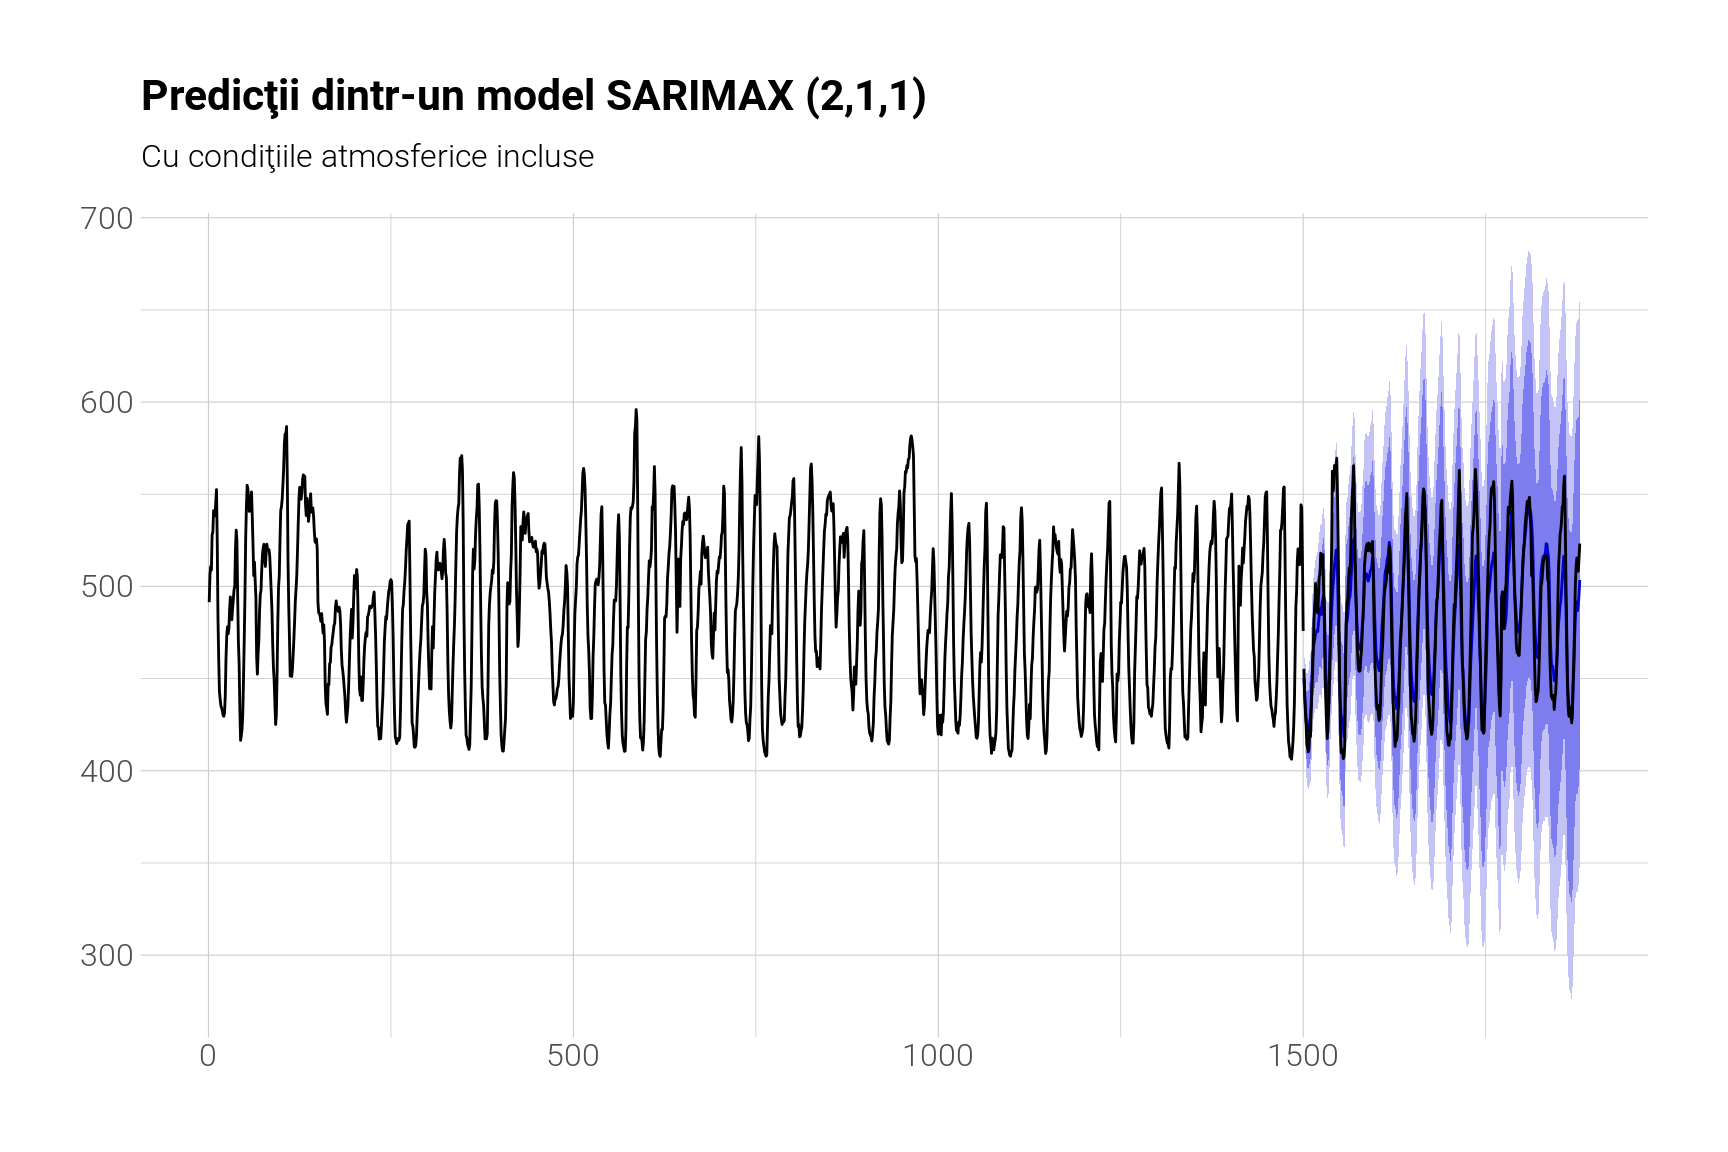 Predicţii dintr-un model SARIMAX (2,1,1)
Cu condiţiile atmosferice incluse
700
600
500
400
300
0 500 1000 1500